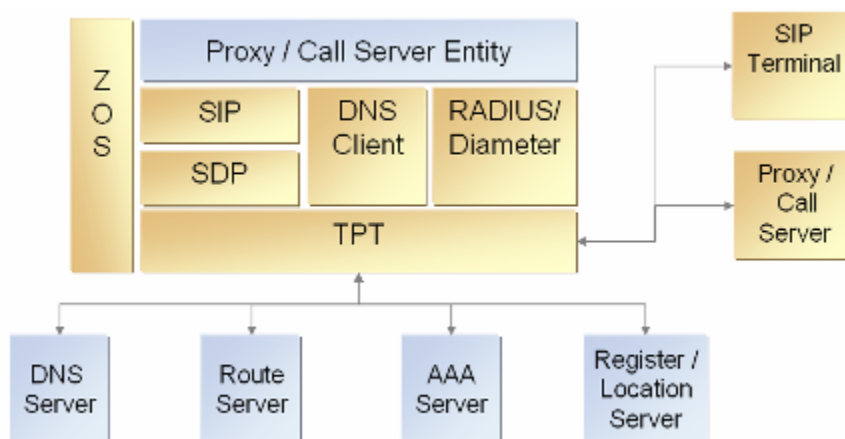 Z
O
S
Proxy / Call Server Entity
SIP
SDP
DNS
Client
RADIUS/
Diameter
TPT
SIP
Terminal
Proxy /
Call
Server
DNS
Server
Route
Server
AAA
Server
Register /
Location
Server